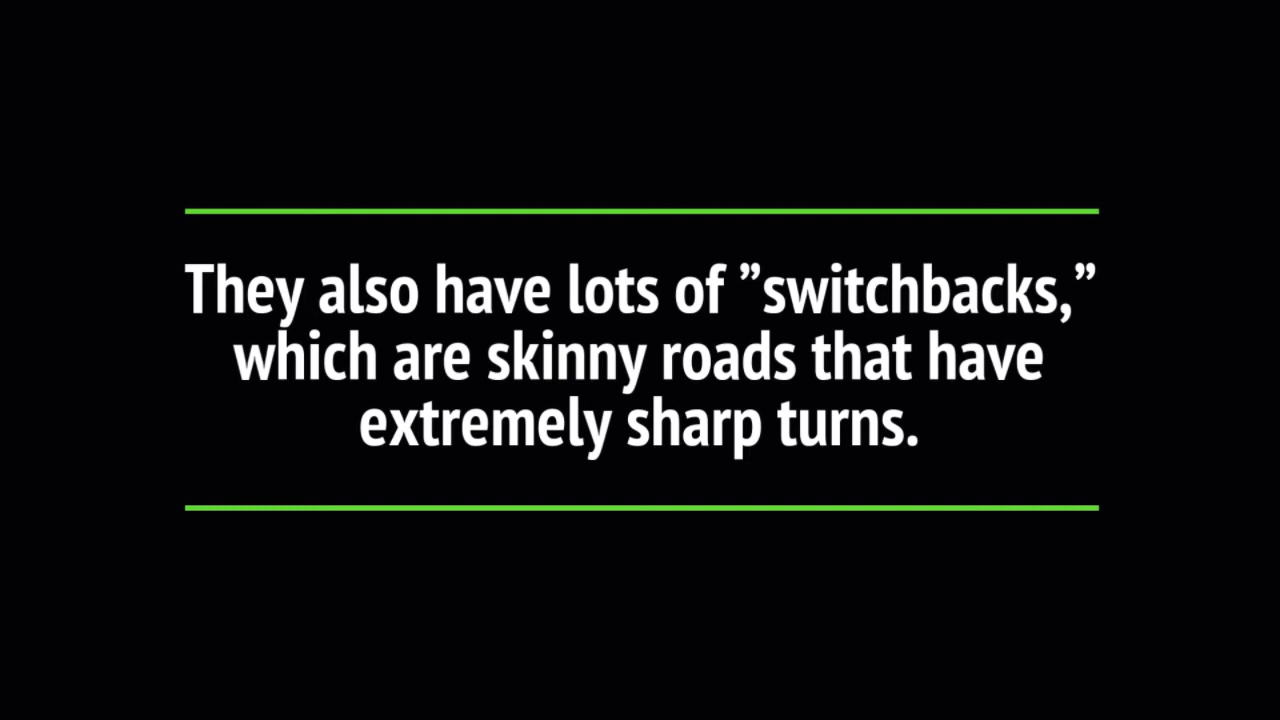 They also have lots of ”switchbacks,”
which are skinny roads that have
extremely sharp turns.